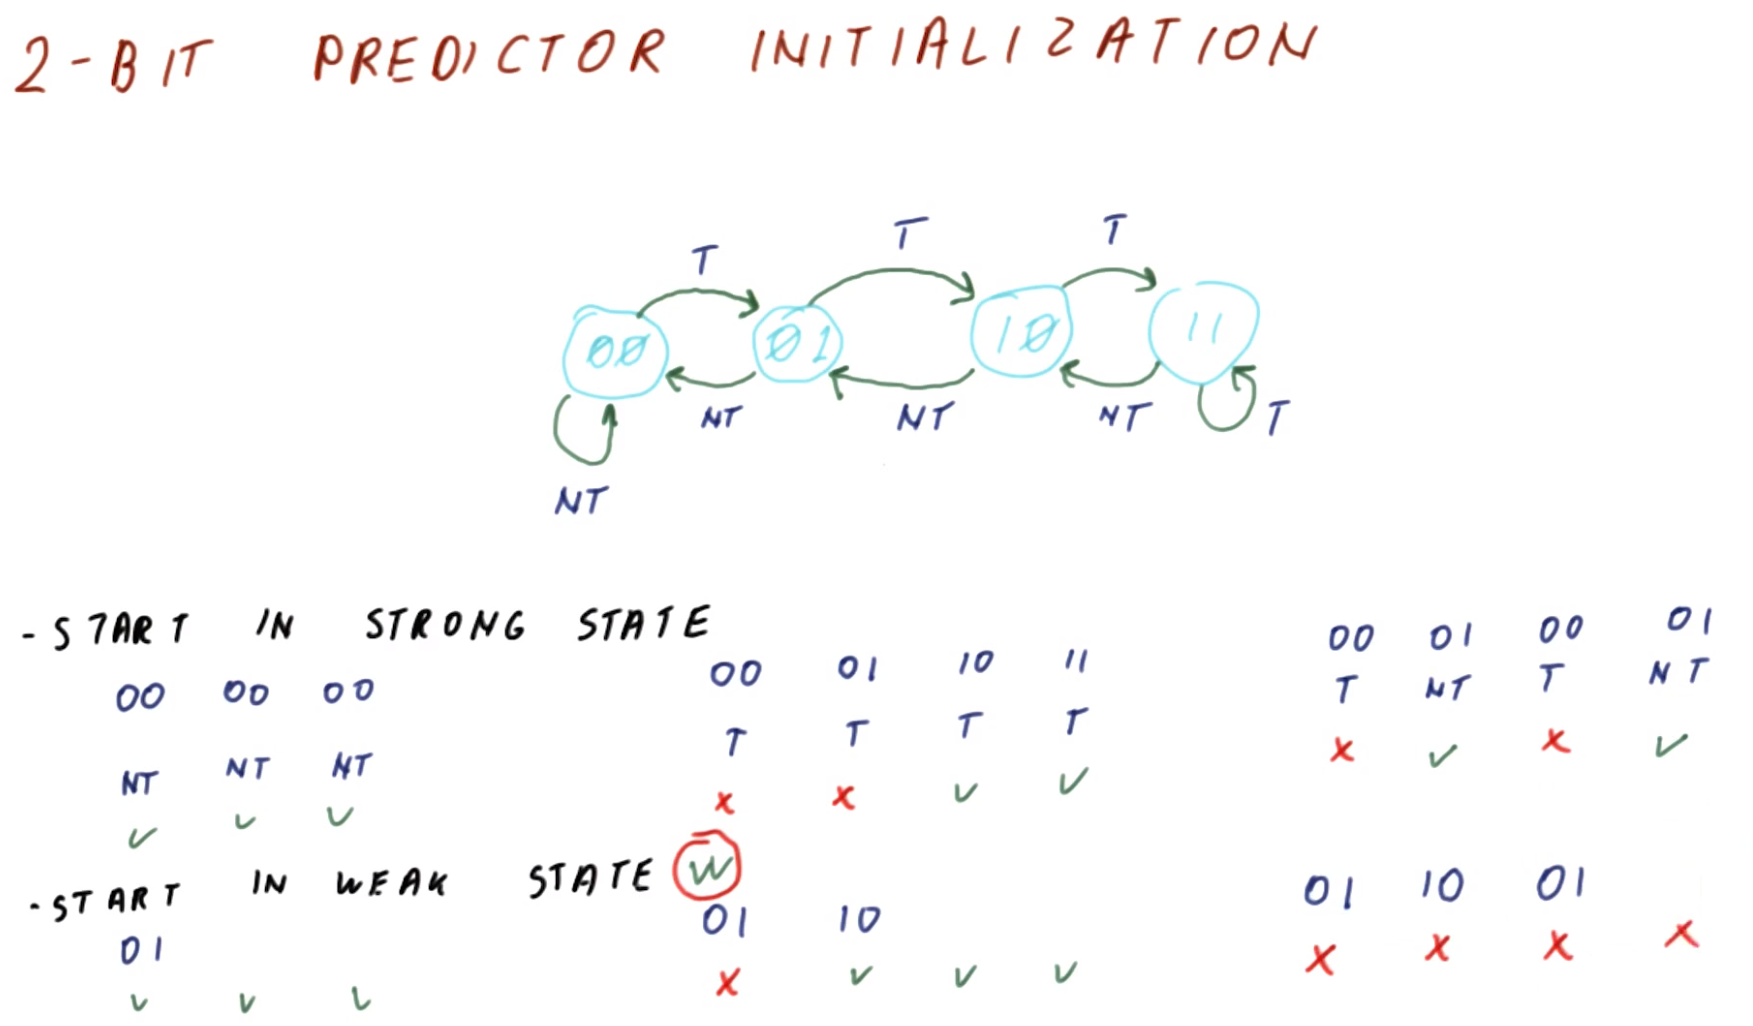 2-BIT PREDICTOR INITIALIZATION
T T T
00 01 10 11
NT NT NT T
NT
- START IN STRONG STATE
00 00 00 00 01 10 11 00 01 00 01
NT NT NT T T T T T NT T NT
✓ ✓ ✓ x x ✓ ✓ x ✓ x ✓
- START IN WEAK STATE W
01 01 10 01 10 01
✓ ✓ ✓ x ✓ ✓ ✓ x x x x